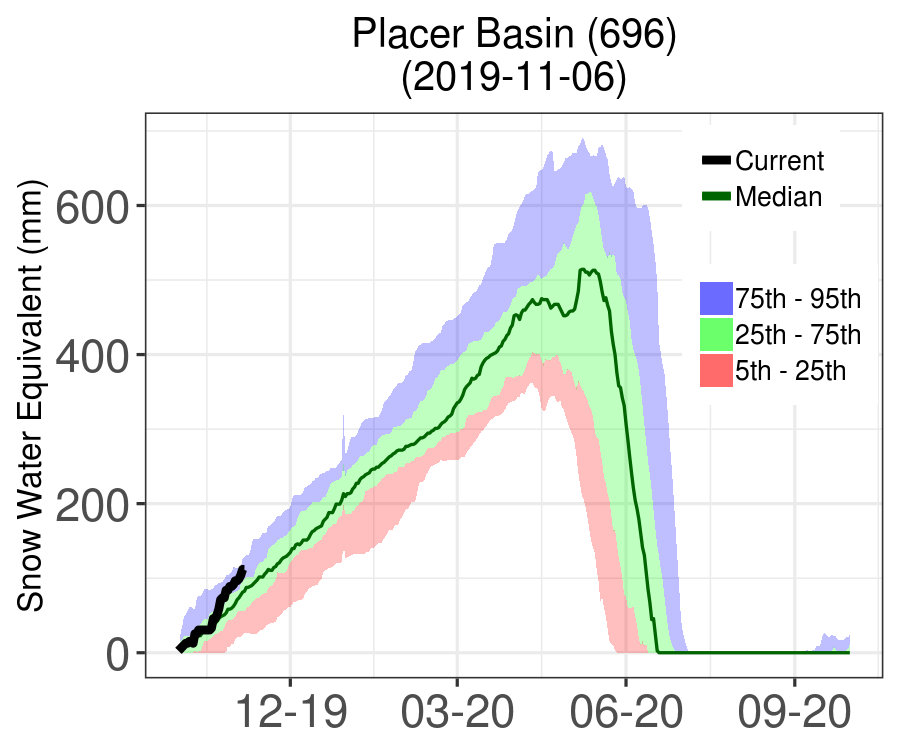 Placer Basin (696)
(2019-11-06)
Snow Water Equivalent (mm)
600
400
200
0
12-19
03-20
06-20
09-20
Current
Median
75th - 95th
25th - 75th
5th - 25th